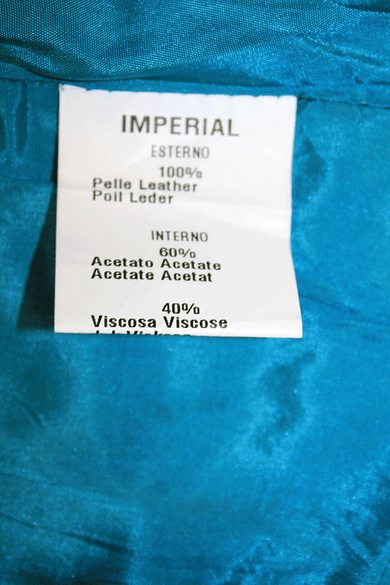 IMPERIAL
ESTERNO
100%
Pelle Leather
Poil Leder
INTERNO
60%
Acetato Acetate
Acetate Acetat
40%
Viscosa Viscose